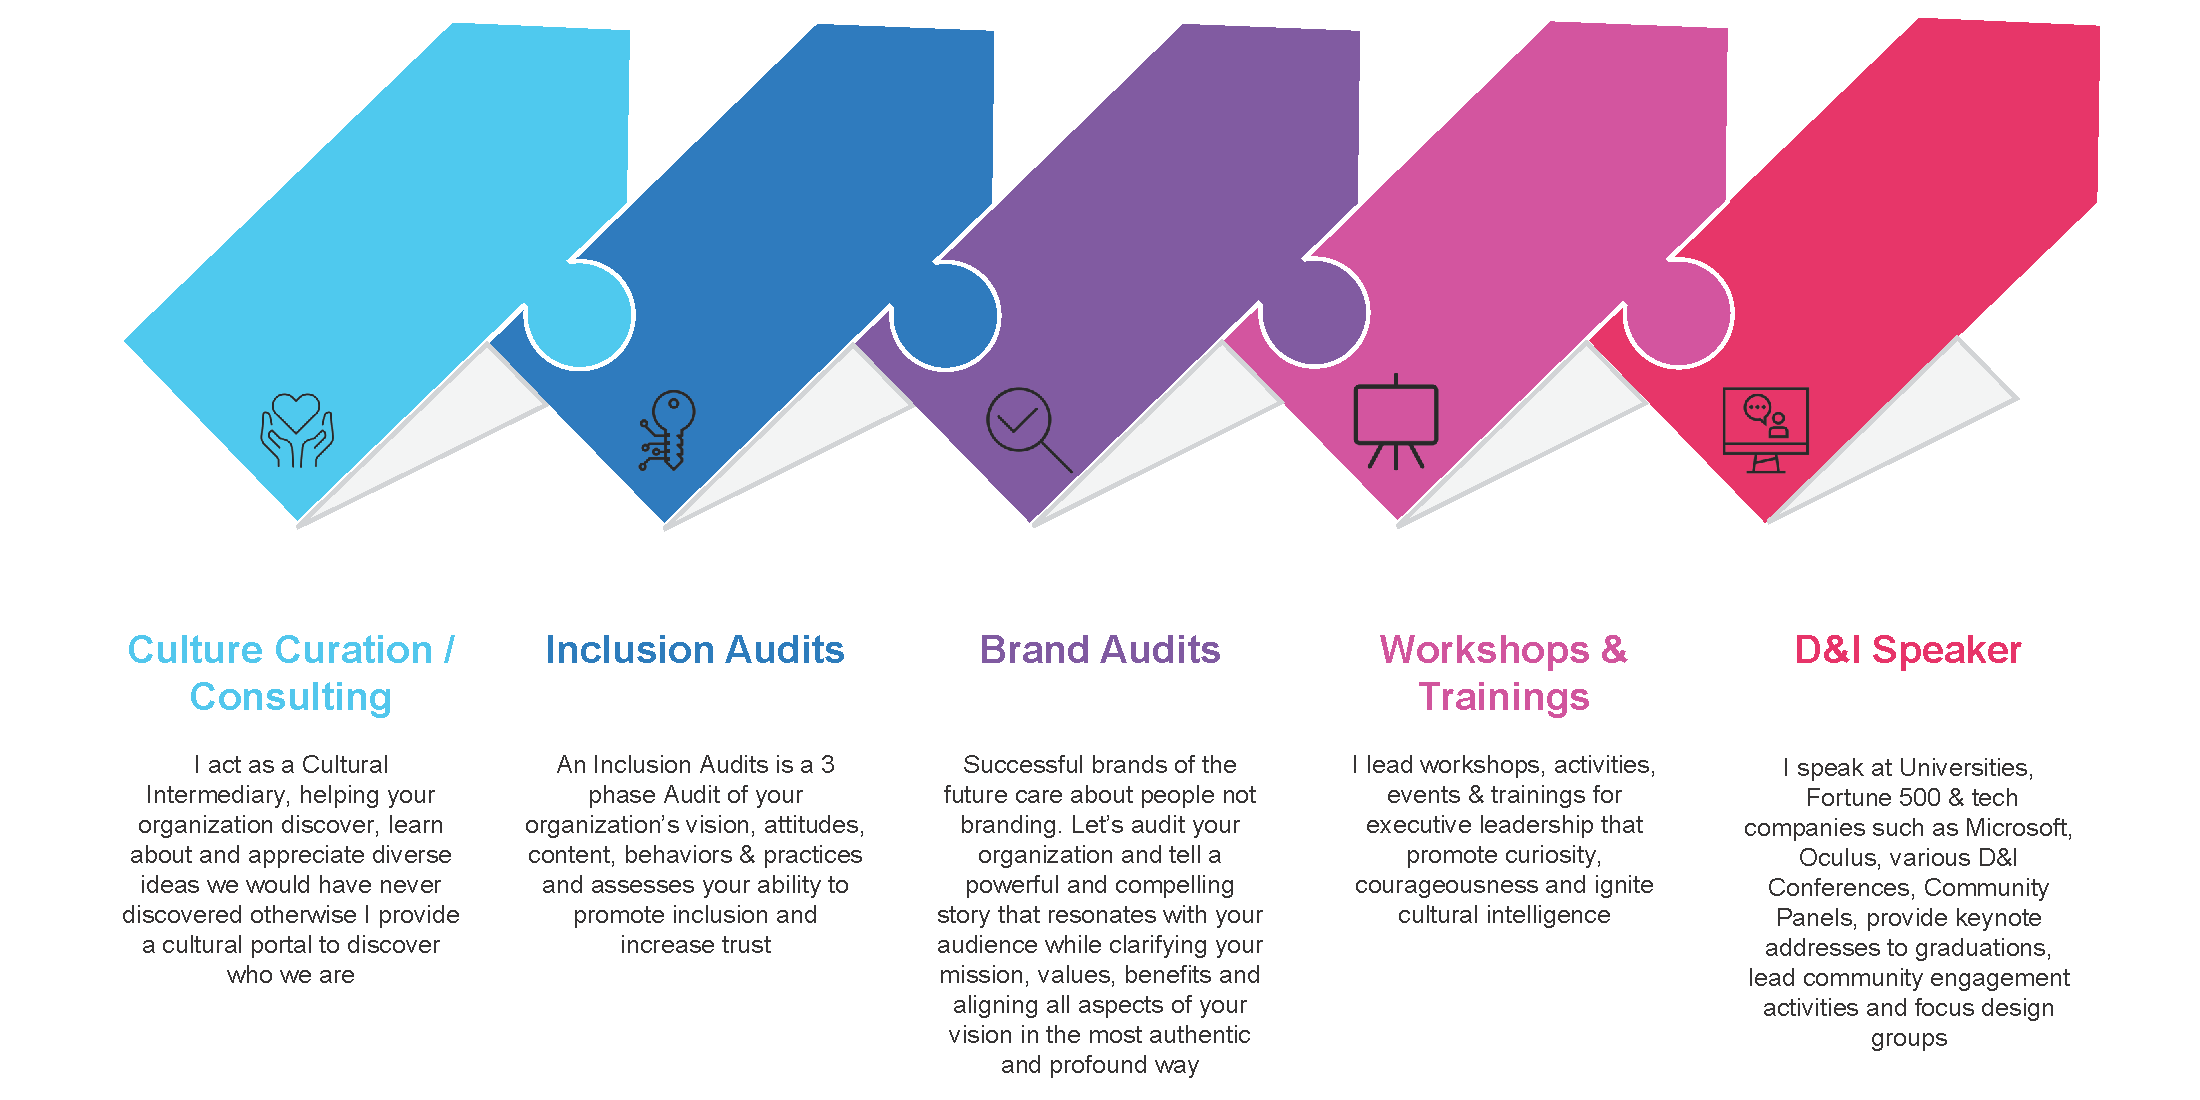 Culture Curation /
Consulting
I act as a Cultural
Intermediary, helping your
organization discover, learn
about and appreciate diverse
ideas we would have never
discovered otherwise I provide
a cultural portal to discover
who we are
Inclusion Audits
An Inclusion Audits is a 3
phase Audit of your
organization’s vision, attitudes,
content, behaviors & practices
and assesses your ability to
promote inclusion and
increase trust
Brand Audits
Successful brands of the
future care about people not
branding. Let’s audit your
organization and tell a
powerful and compelling
story that resonates with your
audience while clarifying your
mission, values, benefits and
aligning all aspects of your
vision in the most authentic
and profound way
Workshops &
Trainings
I lead workshops, activities,
events & trainings for
executive leadership that
promote curiosity,
courageousness and ignite
cultural intelligence
D&I Speaker
I speak at Universities,
Fortune 500 & tech
companies such as Microsoft,
Oculus, various D&I
Conferences, Community
Panels, provide keynote
addresses to graduations,
lead community engagement
activities and focus design
groups